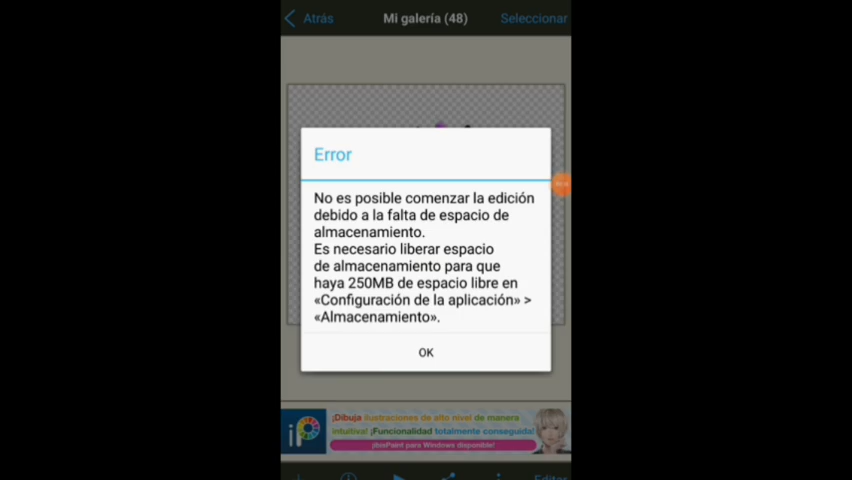 Atrás
Mi galería (48)
Seleccionar
Error
No es posible comenzar la edición
debido a la falta de espacio de
almacenamiento.
Es necesario liberar espacio
de almacenamiento para que
haya 250MB de espacio libre en
«Configuración de la aplicación» >
«Almacenamiento».
OK
¡Dibuja ilustraciones de alto nivel de manera
intuitiva! ¡Funcionalidad totalmente conseguida!
¡ibisPaint para Windows disponible!
Editar